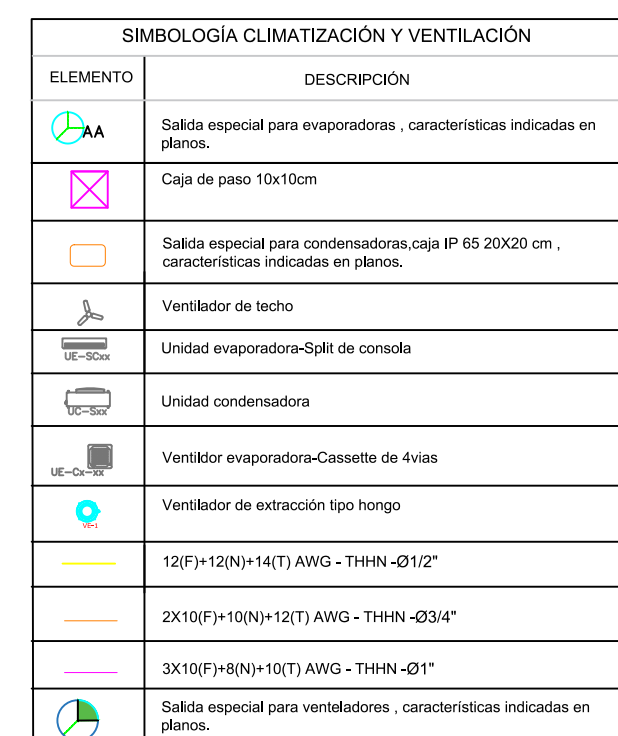 SIMBOLOGÍA CLIMATIZACIÓN Y VENTILACIÓN
ELEMENTO DESCRIPCIÓN
AA
Salida especial para evaporadoras , características indicadas en
planos.
Caja de paso 10x10cm
Salida especial para condensadoras,caja IP 65 20X20 cm ,
características indicadas en planos.
Ventilador de techo
UE-SCxx
Unidad evaporadora-Split de consola
UC-Sxx
Unidad condensadora
UE-Cx-xx
Ventildor evaporadora-Cassette de 4vias
VE-1
Ventilador de extracción tipo hongo
12(F)+12(N)+14(T) AWG - THHN -Ø1/2"
2X10(F)+10(N)+12(T) AWG - THHN -Ø3/4"
3X10(F)+8(N)+10(T) AWG - THHN -Ø1"
Salida especial para venteladores , características indicadas en
planos.